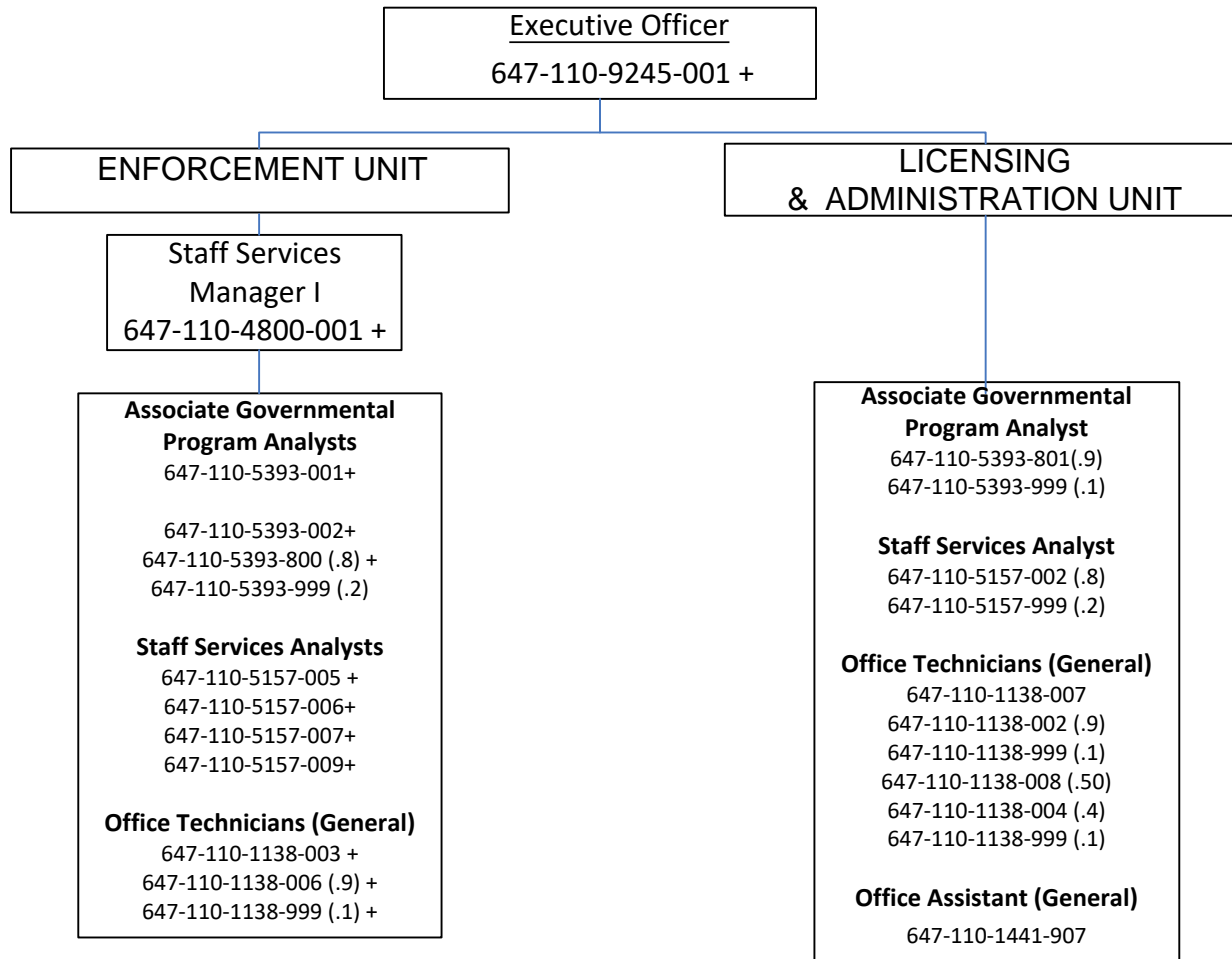 Executive Officer
647-110-9245-001 +
ENFORCEMENT UNIT
Staff Services
Manager I
647-110-4800-001 +
Associate Governmental
Program Analysts
647-110-5393-001+
647-110-5393-002+
647-110-5393-800 (.8) +
647-110-5393-999 (.2)
Staff Services Analysts
647-110-5157-005 +
647-110-5157-006+
647-110-5157-007+
647-110-5157-009+
Office Technicians (General)
647-110-1138-003 +
647-110-1138-006 (.9) +
647-110-1138-999 (.1) +
LICENSING
& ADMINISTRATION UNIT
Associate Governmental
Program Analyst
647-110-5393-801(.9)
647-110-5393-999 (.1)
Staff Services Analyst
647-110-5157-002 (.8)
647-110-5157-999 (.2)
Office Technicians (General)
647-110-1138-007
647-110-1138-002 (.9)
647-110-1138-999 (.1)
647-110-1138-008 (.50)
647-110-1138-004 (.4)
647-110-1138-999 (.1)
Office Assistant (General)
647-110-1441-907